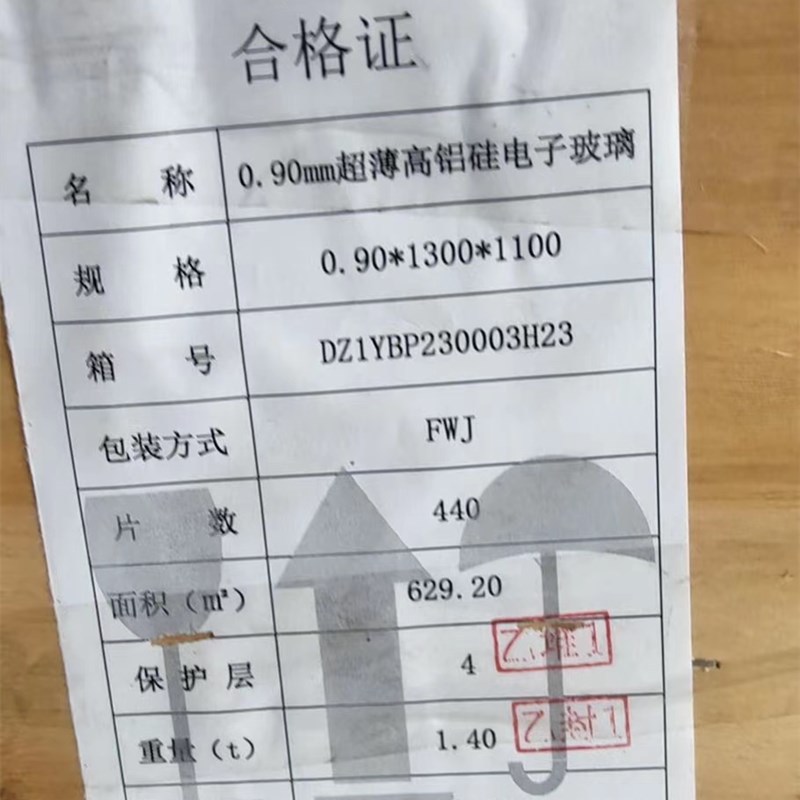 合格证
名 称 0.90mm超薄高铝硅电子玻璃
规 格 0.90*1300*1100
箱 号 DZ1YBP230003H23
包装方式 FWJ
片 数 440
面积（㎡） 629.20
保护层 4
重量（t） 1.40